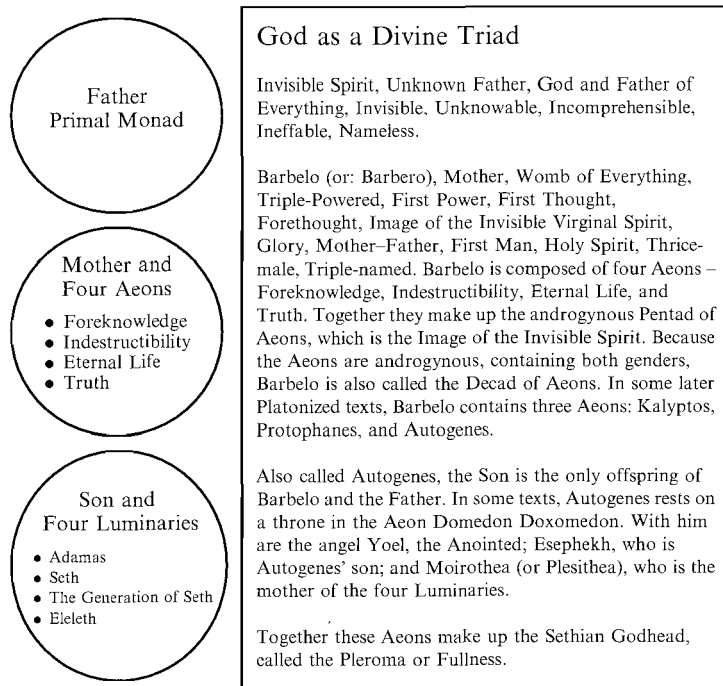 Father
Primal Monad
Mother and
Four Aeons
• Foreknowledge
• Indestructibility
• Eternal Life
• Truth
Son and
Four Luminaries
• Adamas
• Seth
• The Generation of Seth
• Eleleth
God as a Divine Triad
Invisible Spirit, Unknown Father, God and Father of
Everything, Invisible, Unknowable, Incomprehensible,
Ineffable, Nameless.
Barbelo (or: Barbero), Mother, Womb of Everything,
Triple-Powered, First Power, First Thought,
Forethought, Image of the Invisible Virginal Spirit,
Glory, Mother–Father, First Man, Holy Spirit, Thrice-
male, Triple-named. Barbelo is composed of four Aeons –
Foreknowledge, Indestructibility, Eternal Life, and
Truth. Together they make up the androgynous Pentad of
Aeons, which is the Image of the Invisible Spirit. Because
the Aeons are androgynous, containing both genders,
Barbelo is also called the Decad of Aeons. In some later
Platonized texts, Barbelo contains three Aeons: Kalyptos,
Protophanes, and Autogenes.
Also called Autogenes, the Son is the only offspring of
Barbelo and the Father. In some texts, Autogenes rests on
a throne in the Aeon Domedon Doxomedon. With him
are the angel Yoel, the Anointed; Esephekh, who is
Autogenes' son; and Moirothea (or Plesithea), who is the
mother of the four Luminaries.
Together these Aeons make up the Sethian Godhead,
called the Pleroma or Fullness.